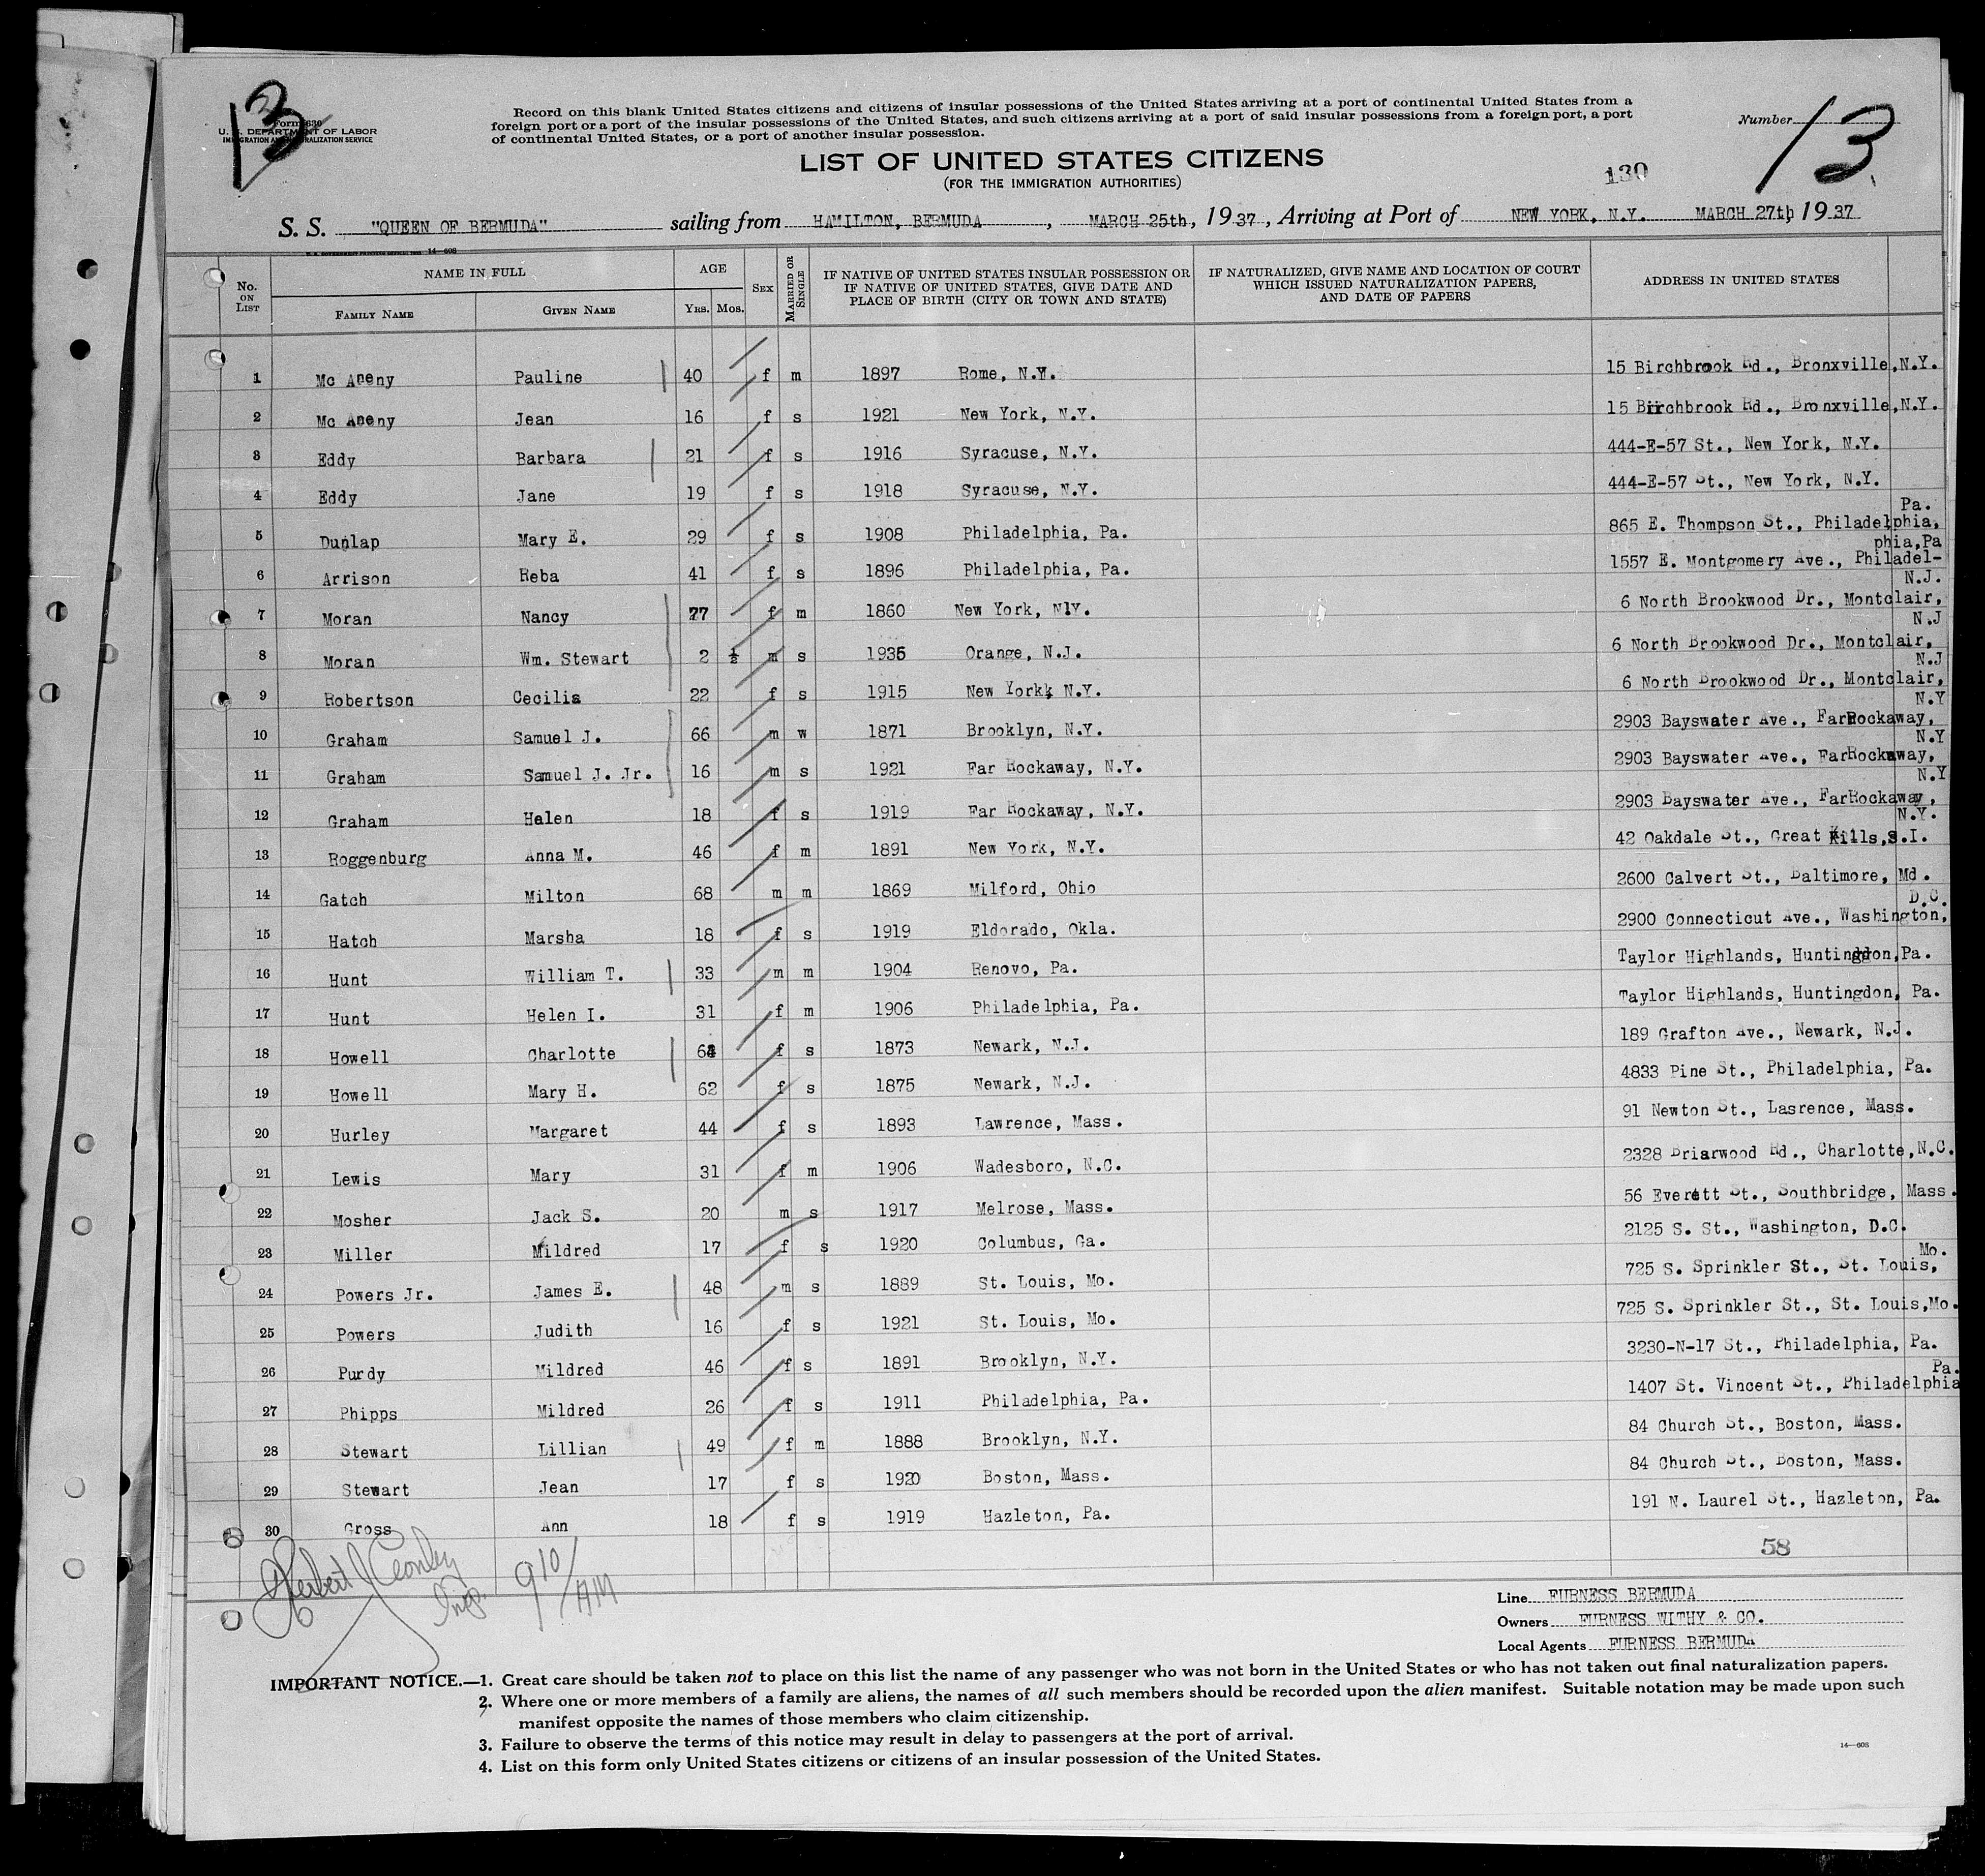 13
Form 630
U. S. DEPARTMENT OF LABOR
IMMIGRATION AND NATURALIZATION SERVICE
Record on this blank United States citizens and citizens of insular possessions of the United States arriving at a port of continental United States from a
foreign port or a port of the insular possessions of the United States, and such citizens arriving at a port of said insular possessions from a foreign port, a port
of continental United States, or a port of another insular possession.
Number 13
LIST OF UNITED STATES CITIZENS
(FOR THE IMMIGRATION AUTHORITIES)
130
S. S. "QUEEN OF BERMUDA" sailing from HAMILTON, BERMUDA, MARCH 25th, 1937, Arriving at Port of NEW YORK, N.Y. MARCH 27th 1937
14-608
No. ON LIST NAME IN FULL AGE SEX MARRIED OR SINGLE IF NATIVE OF UNITED STATES INSULAR POSSESSION OR IF NATIVE OF UNITED STATES, GIVE DATE AND PLACE OF BIRTH (CITY OR TOWN AND STATE) IF NATURALIZED, GIVE NAME AND LOCATION OF COURT WHICH ISSUED NATURALIZATION PAPERS, AND DATE OF PAPERS ADDRESS IN UNITED STATES
FAMILY NAME GIVEN NAME YRS. MOS.
1 Mc Aneny Pauline 40 f m 1897 Rome, N.Y. 15 Birchbrook Rd., Bronxville,N.Y.
2 Mc Aneny Jean 16 f s 1921 New York, N.Y. 15 Birchbrook Rd., Bronxville,N.Y.
3 Eddy Barbara 21 f s 1916 Syracuse, N.Y. 444-E-57 St., New York, N.Y.
4 Eddy Jane 19 f s 1918 Syracuse, N.Y. 444-E-57 St., New York, N.Y.
5 Dunlap Mary E. 29 f s 1908 Philadelphia, Pa. 865 E. Thompson St., Philadelphia, Pa.
6 Arrison Reba 41 f s 1896 Philadelphia, Pa. 1557 E. Montgomery Ave., Philadel- phia,Pa
7 Moran Nancy 27 f m 1860 New York, NlY. 6 North Brookwood Dr., Montclair, N.J.
8 Moran Wm. Stewart 2 ½ m s 1935 Orange, N.J. 6 North Brookwood Dr., Montclair, N.J
9 Robertson Cecilia 22 f s 1915 New York, N.Y. 6 North Brookwood Dr., Montclair, N.J
10 Graham Samuel J. 66 m w 1871 Brooklyn, N.Y. 2903 Bayswater Ave., FarRockaway, N.Y
11 Graham Samuel J. Jr. 16 m s 1921 Far Rockaway, N.Y. 2903 Bayswater Ave., FarRockaway, N.Y
12 Graham Helen 18 f s 1919 Far Rockaway, N.Y. 2903 Bayswater Ave., FarRockaway, N.Y
13 Roggenburg Anna M. 46 f m 1891 New York, N.Y. 42 Oakdale St., Great Kills,S.I. N.Y.
14 Gatch Milton 68 m m 1869 Milford, Ohio 2600 Calvert St., Baltimore, Md.
15 Hatch Marsha 18 f s 1919 Eldorado, Okla. 2900 Connecticut Ave., Washington, D.C.
16 Hunt William T. 33 m m 1904 Renovo, Pa. Taylor Highlands, Huntingdon,Pa.
17 Hunt Helen I. 31 f m 1906 Philadelphia, Pa. Taylor Highlands, Huntingdon, Pa.
18 Howell Charlotte 64 f s 1873 Newark, N.J. 189 Grafton Ave., Newark, N.J.
19 Howell Mary H. 62 f s 1875 Newark, N.J. 4833 Pine St., Philadelphia, Pa.
20 Hurley Margaret 44 f s 1893 Lawrence, Mass. 91 Newton St., Lasrence, Mass.
21 Lewis Mary 31 f m 1906 Wadesboro, N.C. 2328 Briarwood Rd., Charlotte,N.C.
22 Mosher Jack S. 20 m s 1917 Melrose, Mass. 56 Everett St., Southbridge, Mass.
23 Miller Mildred 17 f s 1920 Columbus, Ga. 2125 S. St., Washington, D.C.
24 Powers Jr. James E. 48 m s 1889 St. Louis, Mo. 725 S. Sprinkler St., St. Louis, Mo.
25 Powers Judith 16 f s 1921 St. Louis, Mo. 725 S. Sprinkler St., St. Louis,Mo.
26 Purdy Mildred 46 f s 1891 Brooklyn, N.Y. 3230-N-17 St., Philadelphia, Pa.
27 Phipps Mildred 26 f s 1911 Philadelphia, Pa. 1407 St. Vincent St., Philadelphia Pa.
28 Stewart Lillian 49 f m 1888 Brooklyn, N.Y. 84 Church St., Boston, Mass.
29 Stewart Jean 17 f s 1920 Boston, Mass. 84 Church St., Boston, Mass.
30 Gross Ann 18 f s 1919 Hazleton, Pa. 191 N. Laurel St., Hazleton, Pa.
58
Herbert J Conley
Insp. 9 10/AM
Line FURNESS BERMUDA
Owners FURNESS WITHY & CO.
Local Agents FURNESS BERMUDA
IMPORTANT NOTICE.—1. Great care should be taken not to place on this list the name of any passenger who was not born in the United States or who has not taken out final naturalization papers.
2. Where one or more members of a family are aliens, the names of all such members should be recorded upon the alien manifest. Suitable notation may be made upon such
manifest opposite the names of those members who claim citizenship.
3. Failure to observe the terms of this notice may result in delay to passengers at the port of arrival.
4. List on this form only United States citizens or citizens of an insular possession of the United States.
14—608